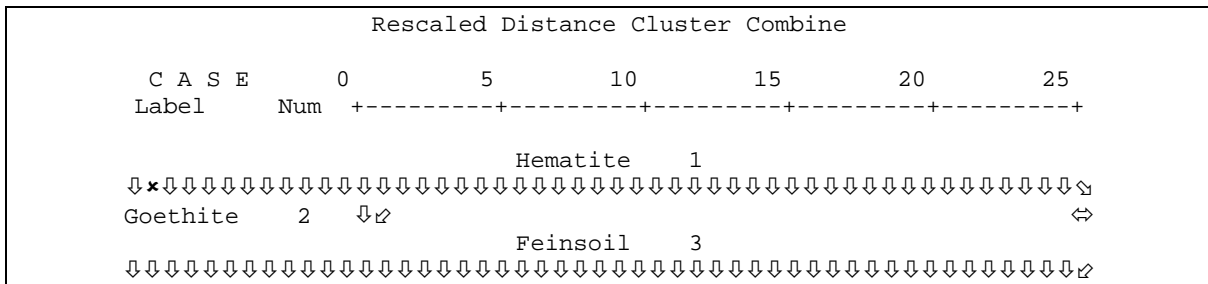 Rescaled Distance Cluster Combine
C A S E 0 5 10 15 20 25
Label Num +---------+---------+---------+---------+---------+
Hematite 1
⇩×⇩⇩⇩⇩⇩⇩⇩⇩⇩⇩⇩⇩⇩⇩⇩⇩⇩⇩⇩⇩⇩⇩⇩⇩⇩⇩⇩⇩⇩⇩⇩⇩⇩⇩⇩⇩⇩⇩⇩⇩⇩⇩⇩⇩⇩⇩⇩⬂
Goethite 2 ⇩⬃ ⇔
Feinsoil 3
⇩⇩⇩⇩⇩⇩⇩⇩⇩⇩⇩⇩⇩⇩⇩⇩⇩⇩⇩⇩⇩⇩⇩⇩⇩⇩⇩⇩⇩⇩⇩⇩⇩⇩⇩⇩⇩⇩⇩⇩⇩⇩⇩⇩⇩⇩⇩⇩⇩⬃